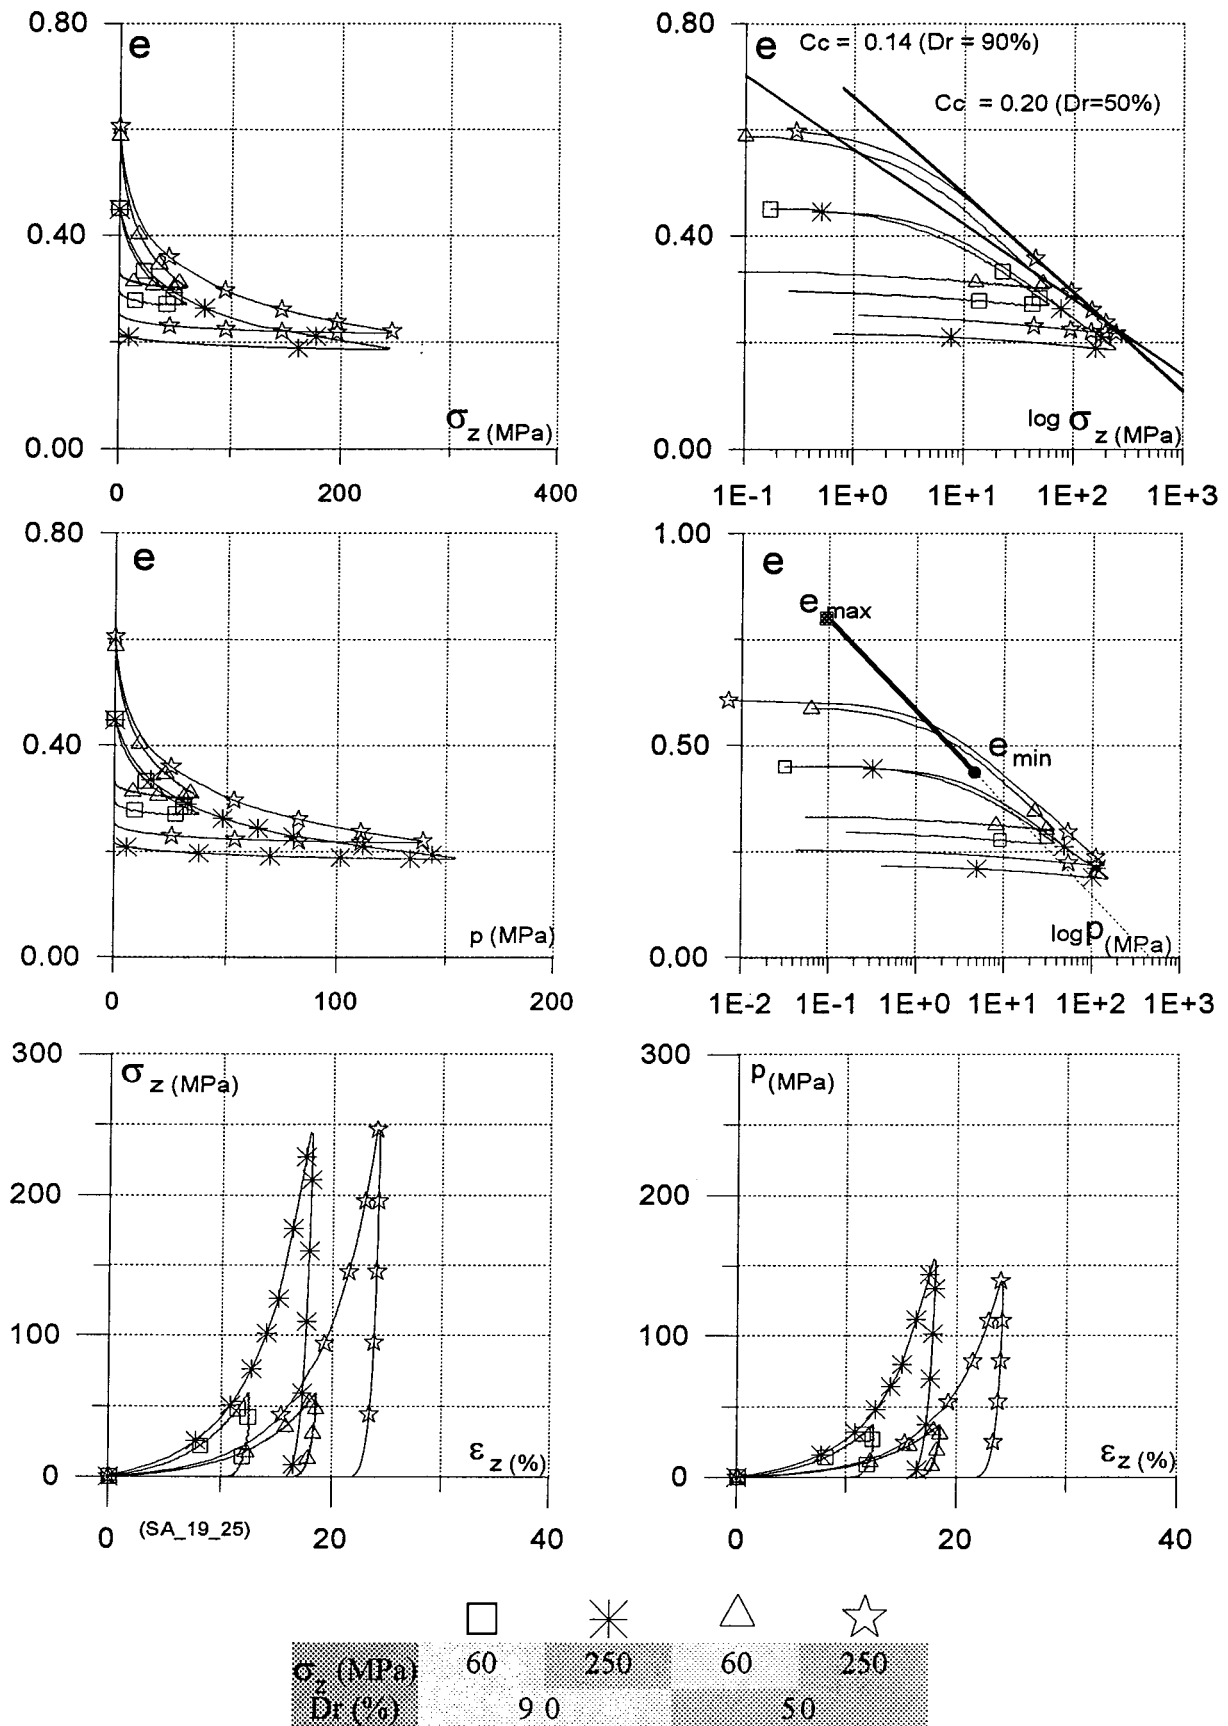 0.80
e
0.40
0.00
σz (MPa)
0 200 400
0.80
e
Cc = 0.14 (Dr = 90%)
Cc = 0.20 (Dr=50%)
0.40
0.00
log σz (MPa)
1E-1 1E+0 1E+1 1E+2 1E+3
0.80
e
0.40
0.00
p (MPa)
0 100 200
1.00
e
e max
e min
0.50
0.00
log p (MPa)
1E-2 1E-1 1E+0 1E+1 1E+2 1E+3
300
σz (MPa)
200
100
0
εz (%)
0 20 40
(SA_19_25)
300
p(MPa)
200
100
0
εz (%)
0 20 40
σz (MPa) 60 250 60 250
Dr (%) 90 50